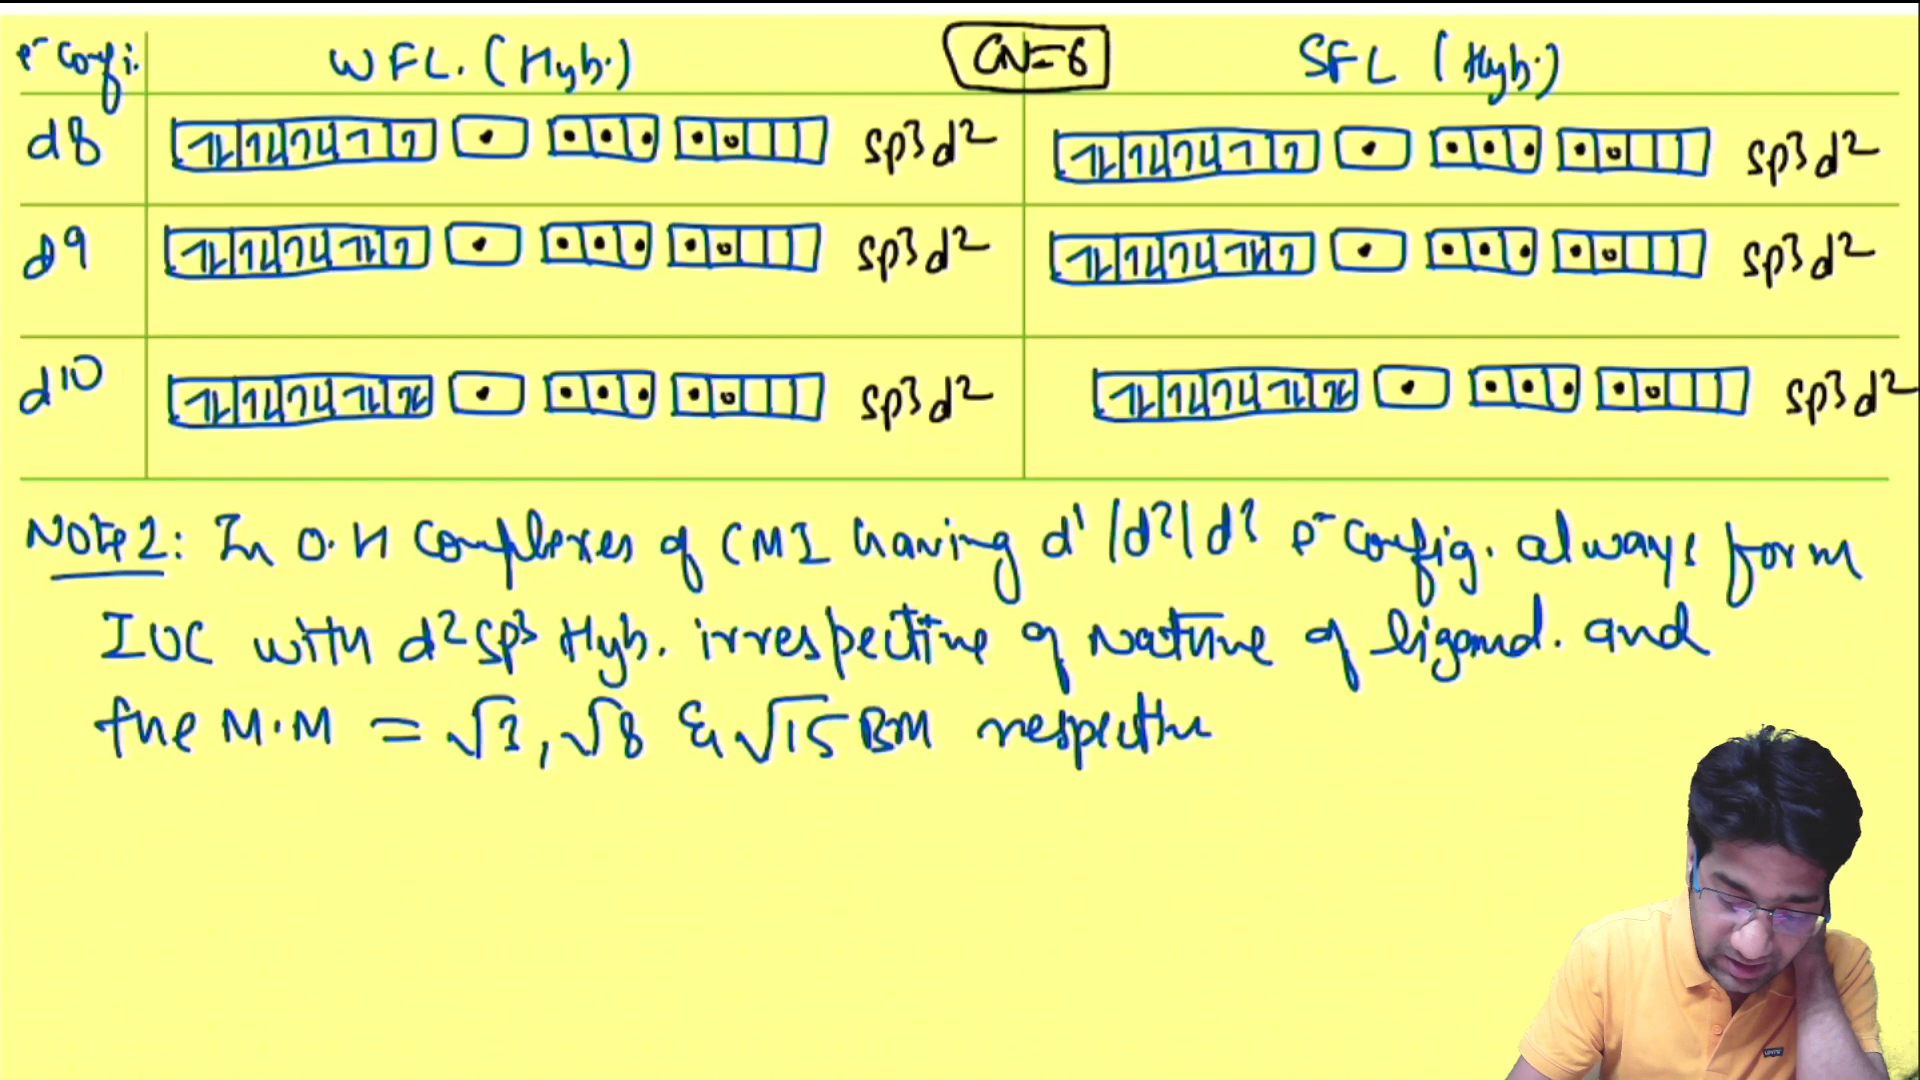 e⁻ Confi. WFL. (Hyb.) CN=6 SFL (Hyb.)
d8 sp3d2 sp3d2
d9 sp3d2 sp3d2
d10 sp3d2 sp3d2
Note2: In O.H Complexes of CMI having d1/d2/d3 e⁻ config. always form
IOC with d2sp3 Hyb. irrespective of Nature of ligand. and
the M.M = √3, √8 & √15 BM respective